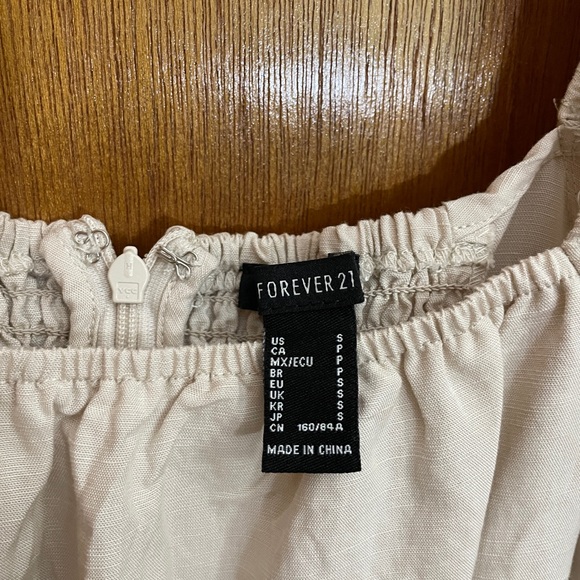 FOREVER 21
US S
CA P
MX/ECU P
BR P
EU S
UK S
KR S
JP S
CN 160/84A
MADE IN CHINA